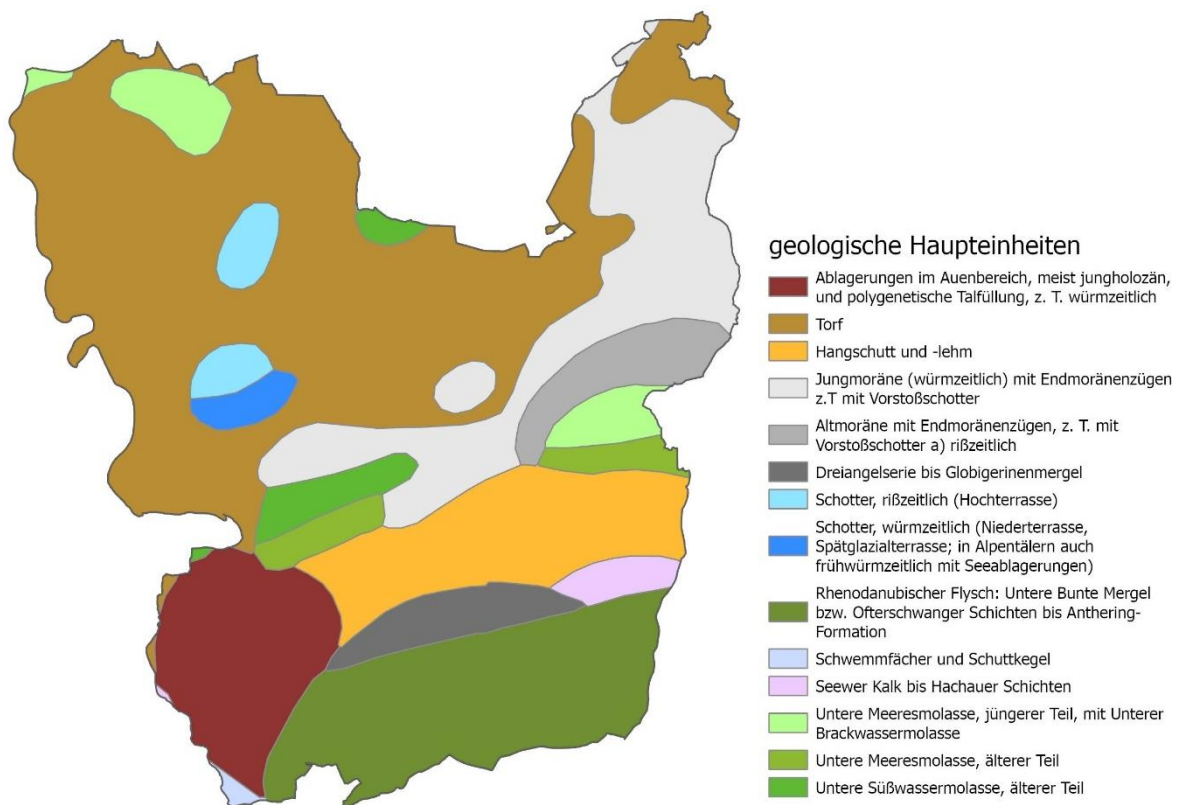 geologische Haupteinheiten
Ablagerungen im Auenbereich, meist jungholozän,
und polygenetische Talfüllung, z. T. würmzeitlich
Torf
Hangschutt und -lehm
Jungmoräne (würmzeitlich) mit Endmoränenzügen
z.T mit Vorstoßschotter
Altmoräne mit Endmoränenzügen, z. T. mit
Vorstoßschotter a) rißzeitlich
Dreiangelserie bis Globigerinenmergel
Schotter, rißzeitlich (Hochterrasse)
Schotter, würmzeitlich (Niederterrasse,
Spätglazialterrasse; in Alpentälern auch
frühwürmzeitlich mit Seeablagerungen)
Rhenodanubischer Flysch: Untere Bunte Mergel
bzw. Ofterschwanger Schichten bis Anthering-
Formation
Schwemmfächer und Schuttkegel
Seewer Kalk bis Hachauer Schichten
Untere Meeresmolasse, jüngerer Teil, mit Unterer
Brackwassermolasse
Untere Meeresmolasse, älterer Teil
Untere Süßwassermolasse, älterer Teil